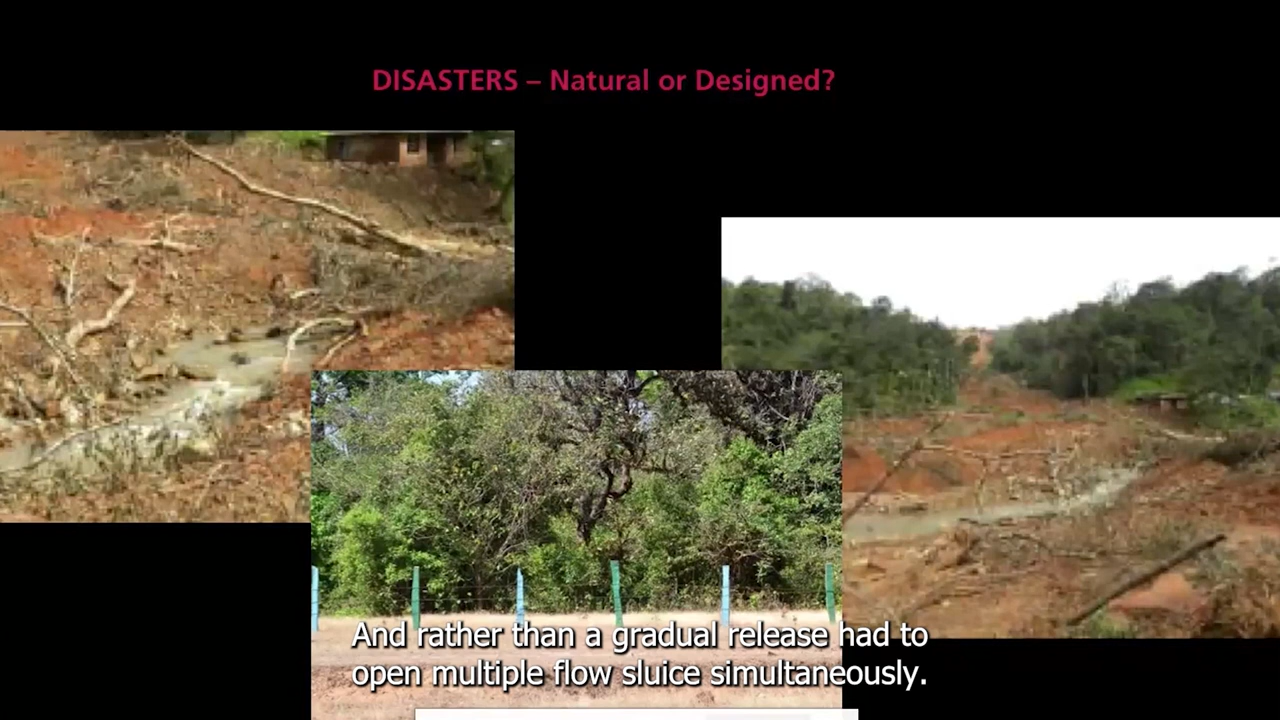 DISASTERS – Natural or Designed?
And rather than a gradual release had to
open multiple flow sluice simultaneously.